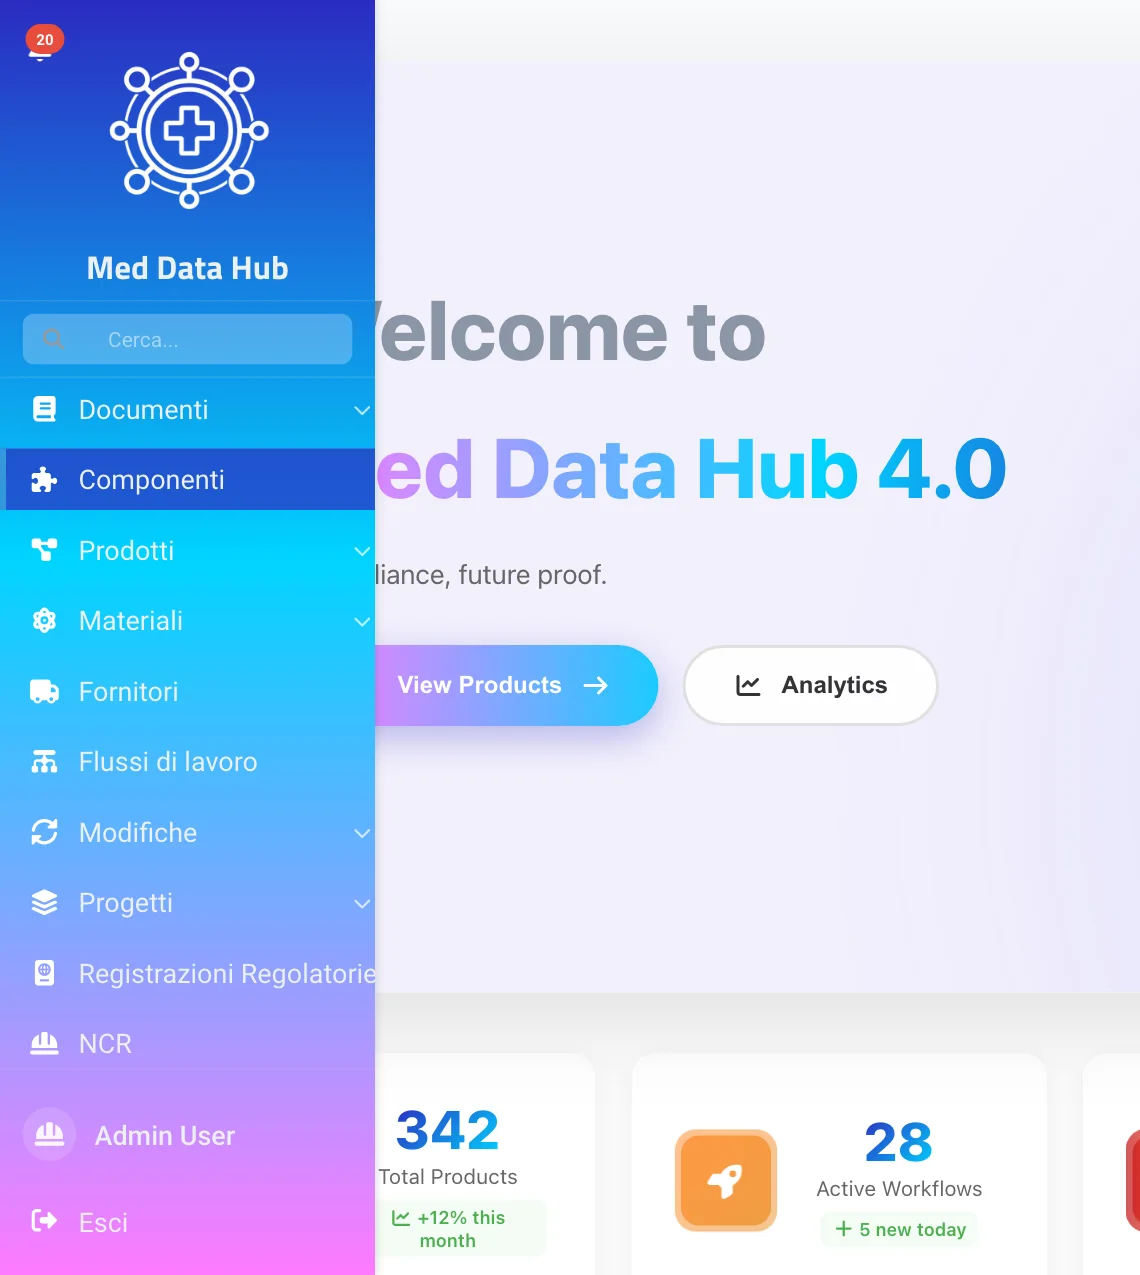 20
Med Data Hub
Cerca...
Documenti
Componenti
Prodotti
Materiali
Fornitori
Flussi di lavoro
Modifiche
Progetti
Registrazioni Regolatorie
NCR
Admin User
Esci
elcome to
ed Data Hub 4.0
liance, future proof.
View Products
Analytics
342
Total Products
+12% this
month
28
Active Workflows
5 new today